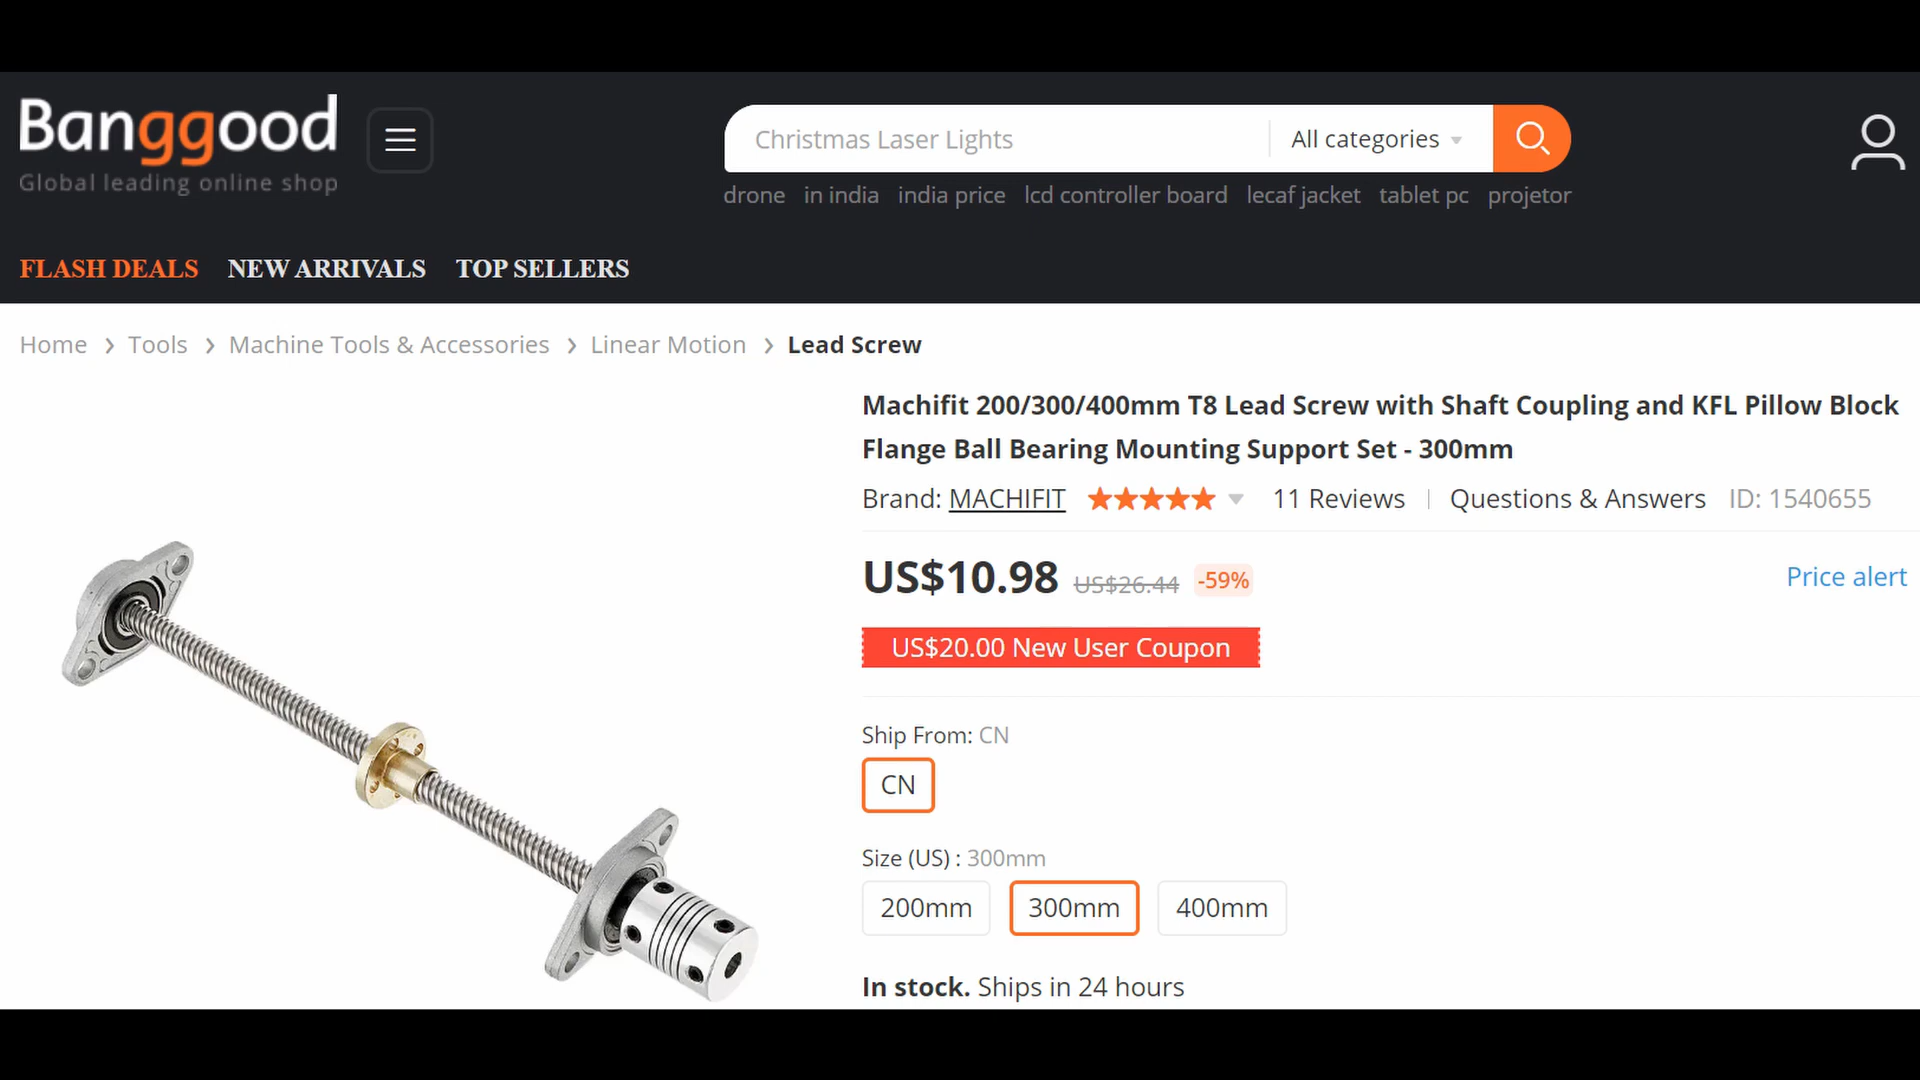 Banggood
Global leading online shop
Christmas Laser Lights
All categories
drone in india india price lcd controller board lecaf jacket tablet pc projetor
FLASH DEALS NEW ARRIVALS TOP SELLERS
Home > Tools > Machine Tools & Accessories > Linear Motion > Lead Screw
Machifit 200/300/400mm T8 Lead Screw with Shaft Coupling and KFL Pillow Block
Flange Ball Bearing Mounting Support Set - 300mm
Brand: MACHIFIT 11 Reviews | Questions & Answers ID: 1540655
US$10.98 US$26.44 -59% Price alert
US$20.00 New User Coupon
Ship From: CN
CN
Size (US) : 300mm
200mm 300mm 400mm
In stock. Ships in 24 hours